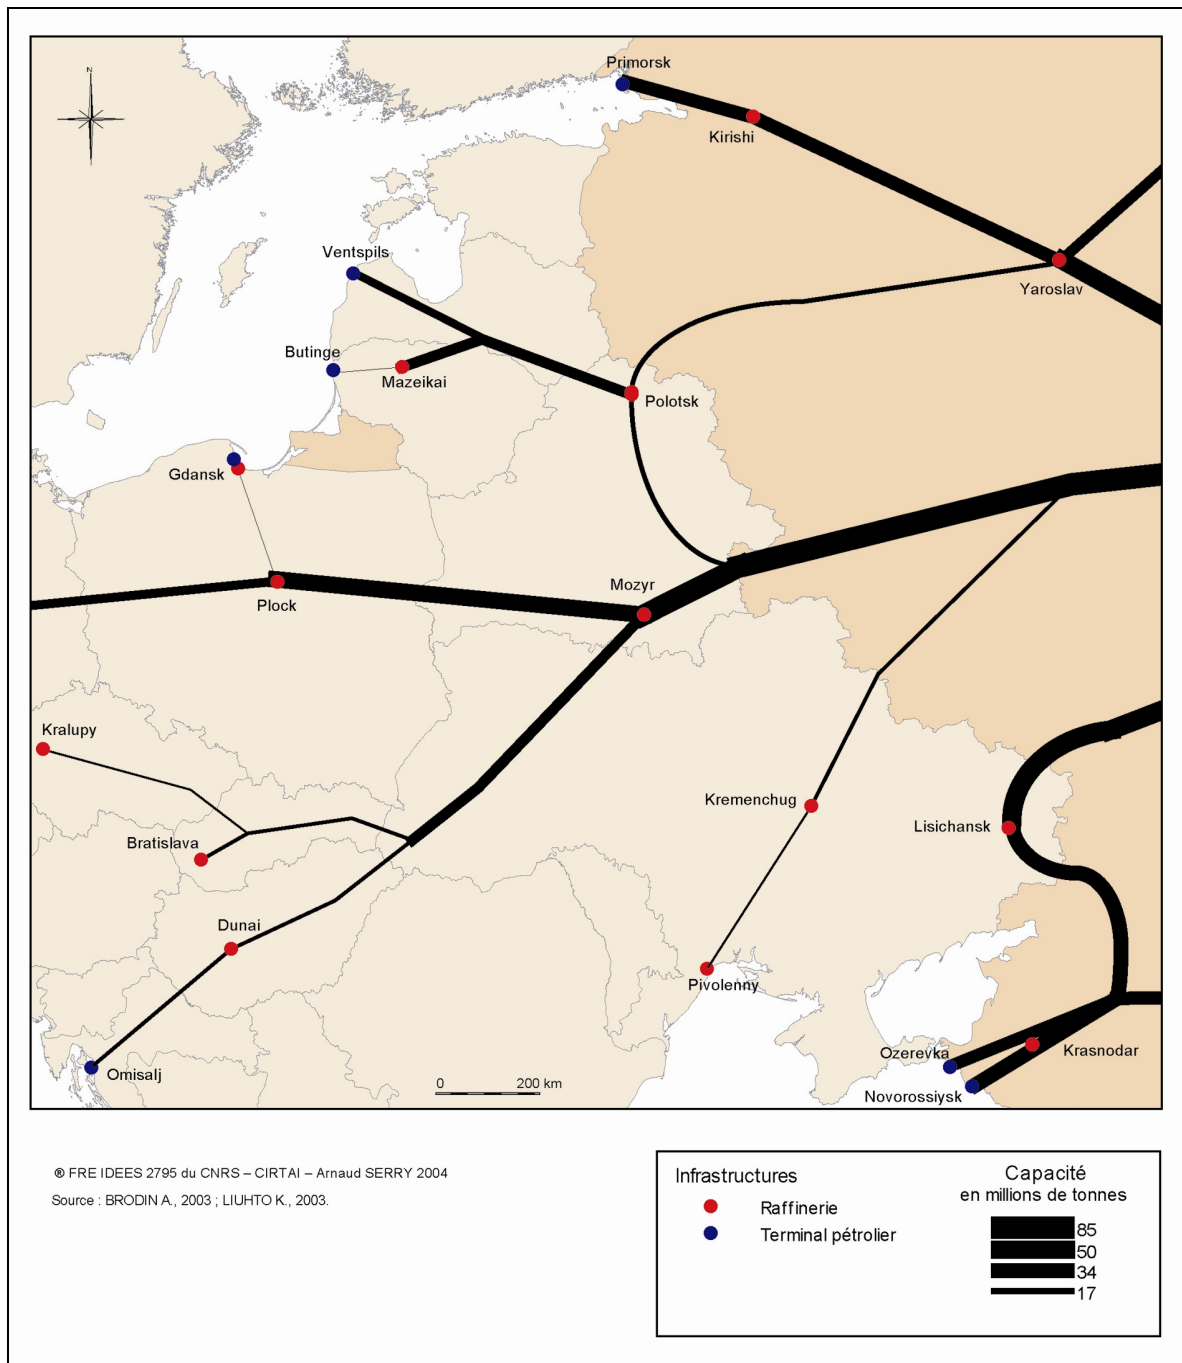 Primorsk
N
Kirishi
Ventspils
Yaroslav
Butinge
Mazeikai
Polotsk
Gdansk
Mozyr
Plock
Kralupy
Kremenchug
Lisichansk
Bratislava
Dunai
Pivolenny
Ozerevka
Krasnodar
Omisalj
0 200 km
Novorossiysk
® FRE IDEES 2795 du CNRS – CIRTAI – Arnaud SERRY 2004
Source : BRODIN A., 2003 ; LIUHTO K., 2003.
Infrastructures
Raffinerie
Terminal pétrolier
Capacité
en millions de tonnes
85
50
34
17